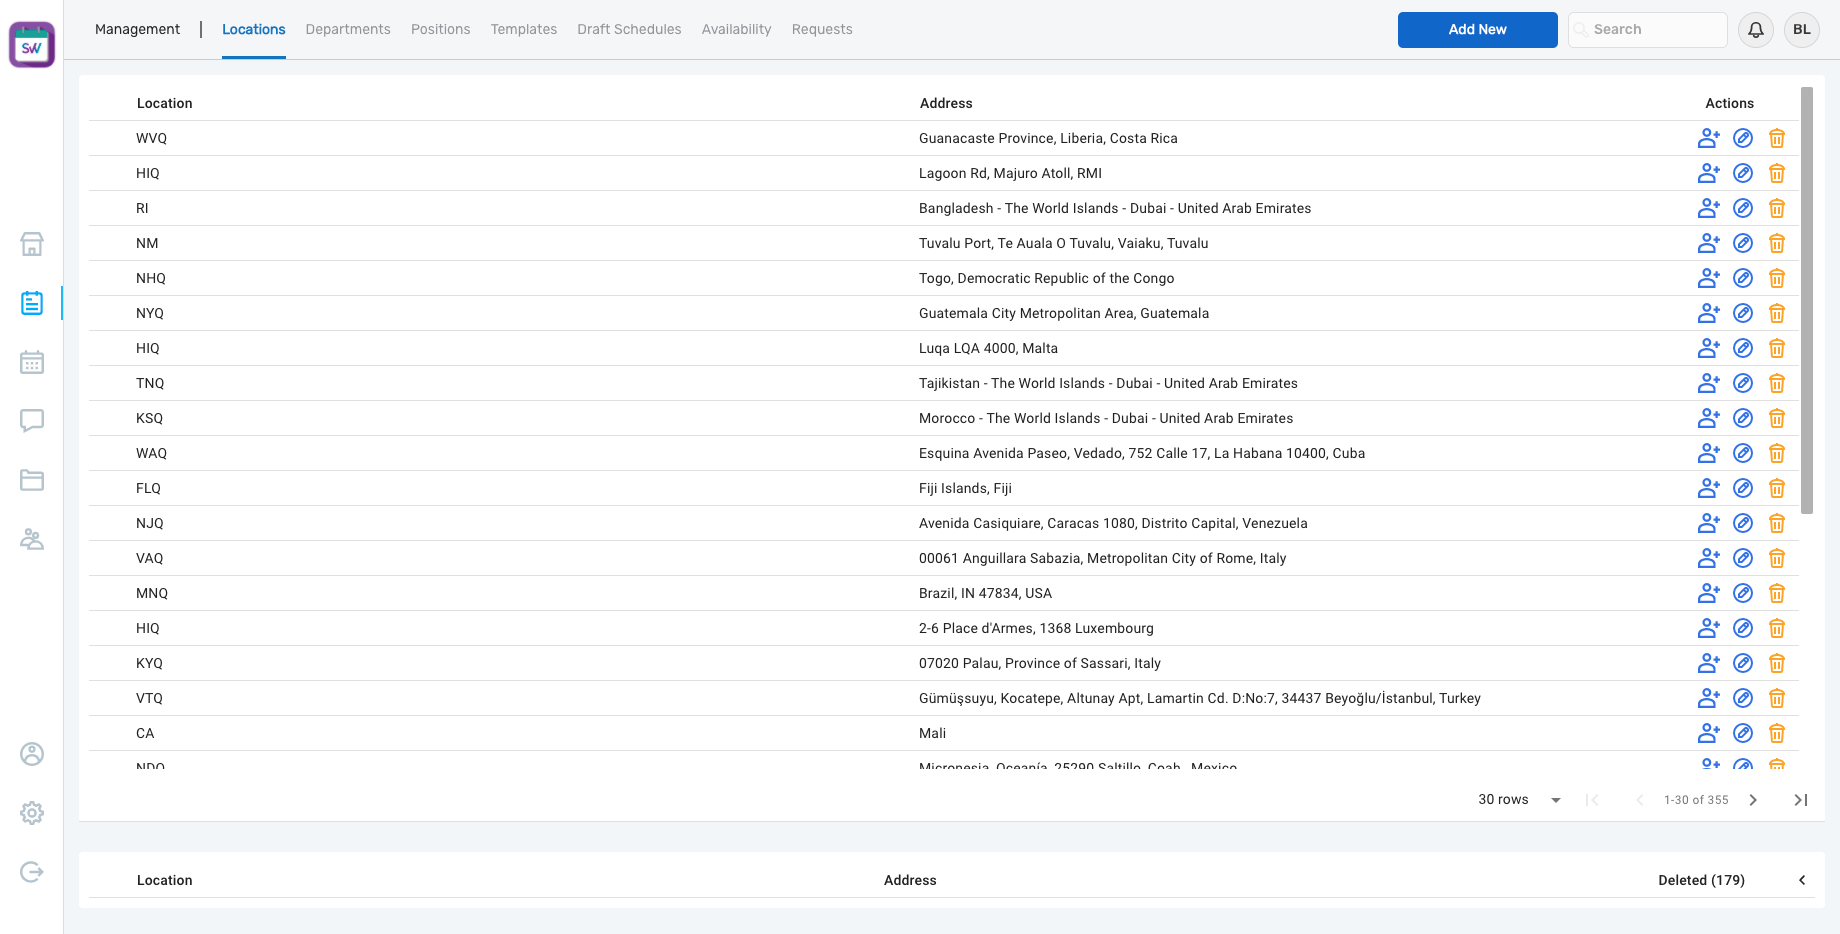 SW
Management | Locations Departments Positions Templates Draft Schedules Availability Requests Add New Search BL
Location Address Actions
WVQ Guanacaste Province, Liberia, Costa Rica
HIQ Lagoon Rd, Majuro Atoll, RMI
RI Bangladesh - The World Islands - Dubai - United Arab Emirates
NM Tuvalu Port, Te Auala O Tuvalu, Vaiaku, Tuvalu
NHQ Togo, Democratic Republic of the Congo
NYQ Guatemala City Metropolitan Area, Guatemala
HIQ Luqa LQA 4000, Malta
TNQ Tajikistan - The World Islands - Dubai - United Arab Emirates
KSQ Morocco - The World Islands - Dubai - United Arab Emirates
WAQ Esquina Avenida Paseo, Vedado, 752 Calle 17, La Habana 10400, Cuba
FLQ Fiji Islands, Fiji
NJQ Avenida Casiquiare, Caracas 1080, Distrito Capital, Venezuela
VAQ 00061 Anguillara Sabazia, Metropolitan City of Rome, Italy
MNQ Brazil, IN 47834, USA
HIQ 2-6 Place d'Armes, 1368 Luxembourg
KYQ 07020 Palau, Province of Sassari, Italy
VTQ Gümüşsuyu, Kocatepe, Altunay Apt, Lamartin Cd. D:No:7, 34437 Beyoğlu/İstanbul, Turkey
CA Mali
NDQ Micronesia, Oceanía, 25290 Saltillo, Coah., Mexico
30 rows 1-30 of 355
Location Address Deleted (179)